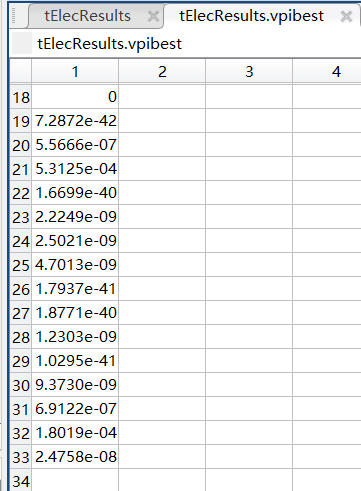 tElecResults tElecResults.vpibest
tElecResults.vpibest
1 2 3 4
18 0
19 7.2872e-42
20 5.5666e-07
21 5.3125e-04
22 1.6699e-40
23 2.2249e-09
24 2.5021e-09
25 4.7013e-09
26 1.7937e-41
27 1.8771e-40
28 1.2303e-09
29 1.0295e-41
30 9.3730e-09
31 6.9122e-07
32 1.8019e-04
33 2.4758e-08
34